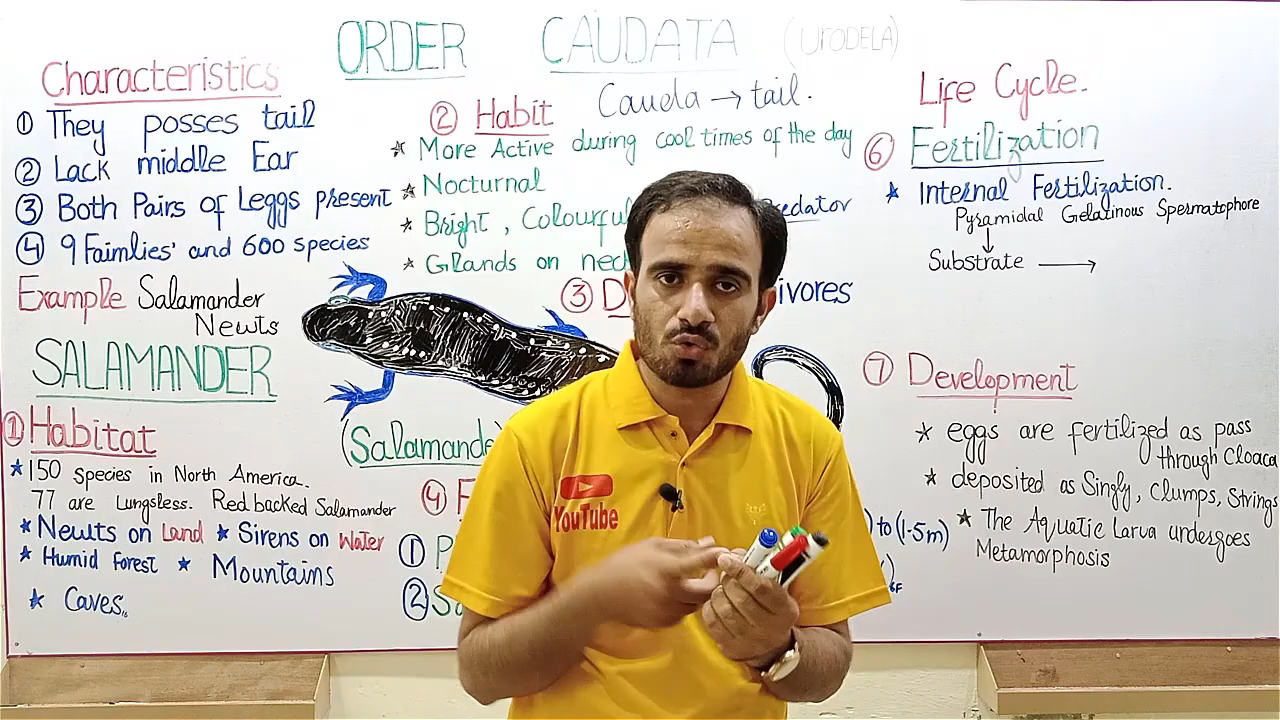 ORDER CAUDATA (URODELA)
Characteristics
① They posses tail
② Lack middle Ear
③ Both Pairs of Leggs present
④ 9 Faimlies' and 600 species
Example Salamander
Newts
SALAMANDER
① Habitat
* 150 species in North America.
77 are Lungsless. Red backed Salamander
* Newts on Land * Sirens on Water
* Humid forest * Mountains
* Caves
② Habit
Cauda → tail.
* More Active during cool times of the day
* Nocturnal
* Bright, Colourfu
edator
* Glands on nec
③ D
ivores
(Salamande
④ F
① P
② S
) to (1-5m)
Life Cycle.
⑥ Fertilization
* Internal Fertilization.
Pyramidal Gelatinous Spermatophore
↓
Substrate →
⑦ Development
* eggs are fertilized as pass
through Cloaca
* deposited as Singly, Clumps, Strings
* The Aquatic Larva undergoes
Metamorphosis
YouTube